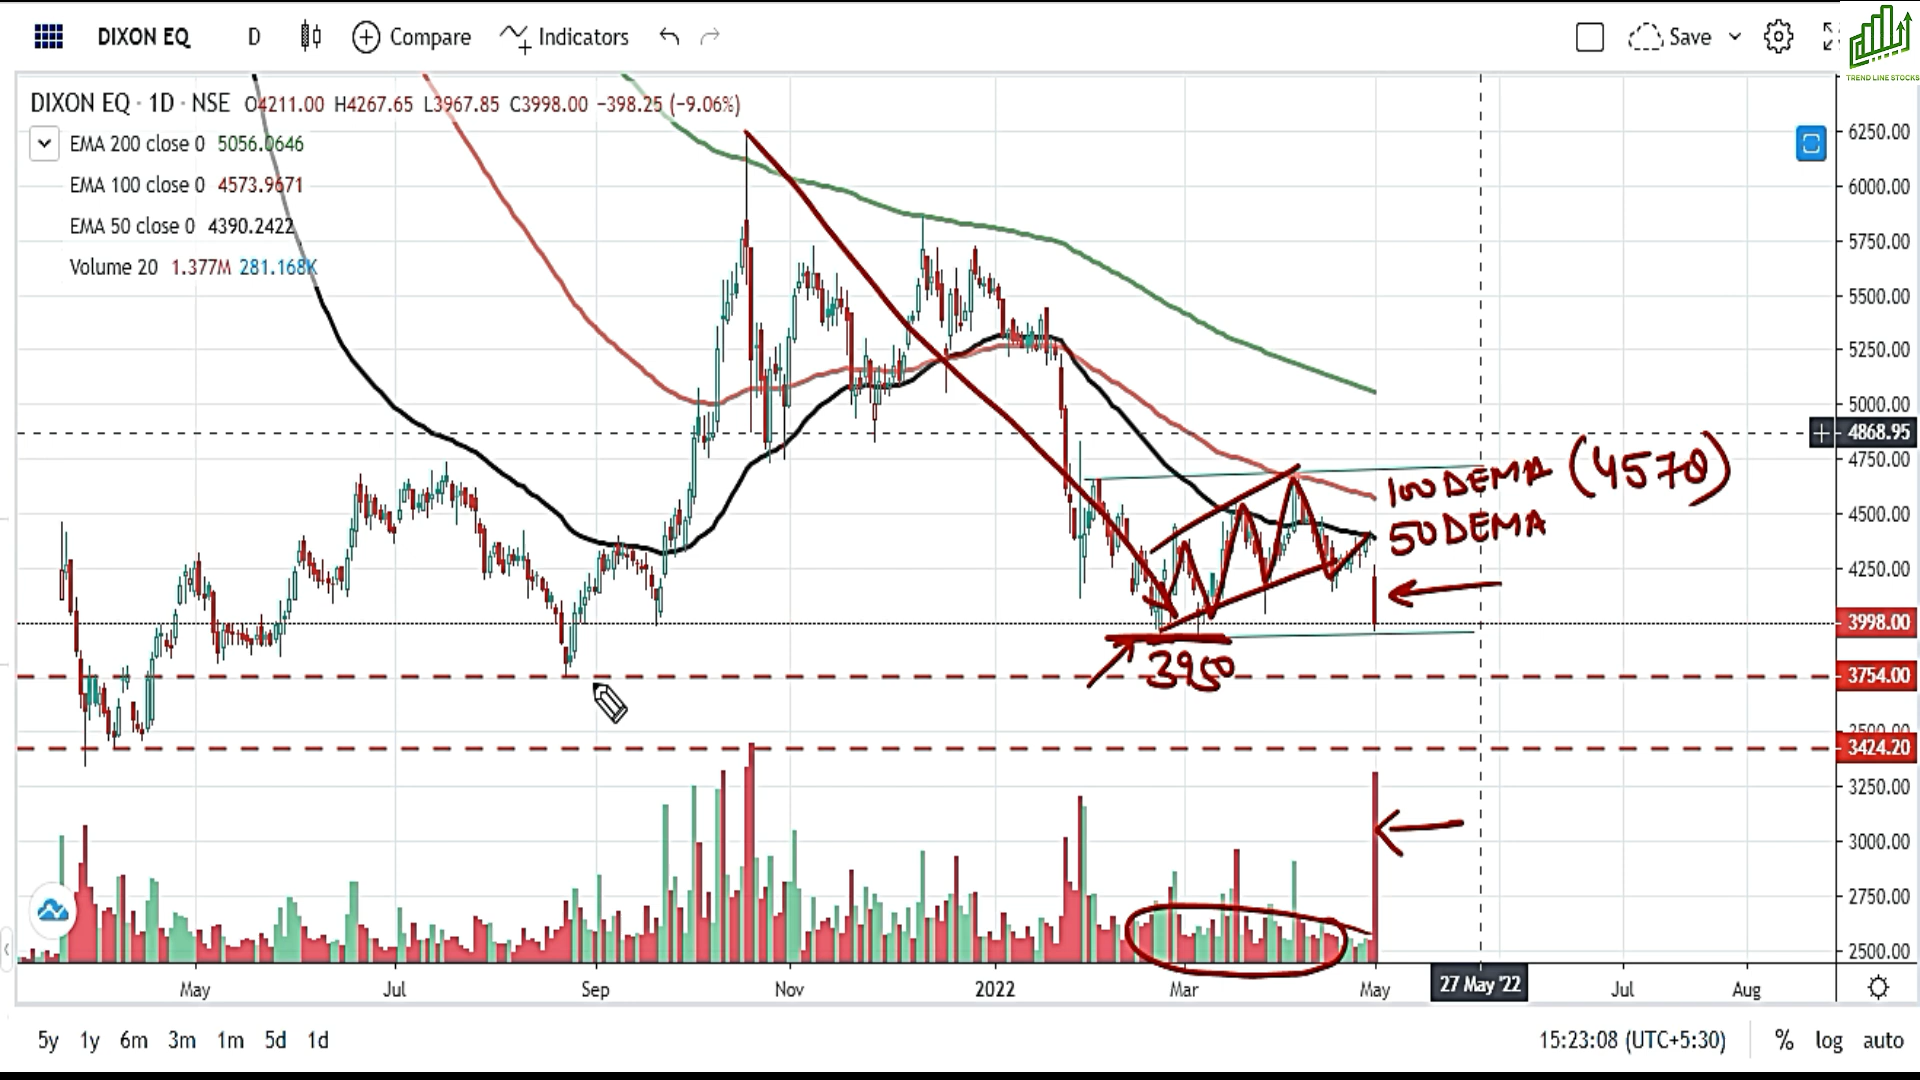 DIXON EQ D Compare Indicators Save
TREND LINE STOCKS
DIXON EQ · 1D · NSE O4211.00 H4267.65 L3967.85 C3998.00 −398.25 (−9.06%)
EMA 200 close 0 5056.0646
EMA 100 close 0 4573.9671
EMA 50 close 0 4390.2422
Volume 20 1.377M 281.168K
6250.00
6000.00
5750.00
5500.00
5250.00
5000.00
4868.95
4750.00
100 DEMA (4570)
4500.00
50 DEMA
4250.00
3998.00
3950
3754.00
3500.00
3424.20
3250.00
3000.00
2750.00
2500.00
May Jul Sep Nov 2022 Mar May 27 May '22 Jul Aug
5y 1y 6m 3m 1m 5d 1d 15:23:08 (UTC+5:30) % log auto